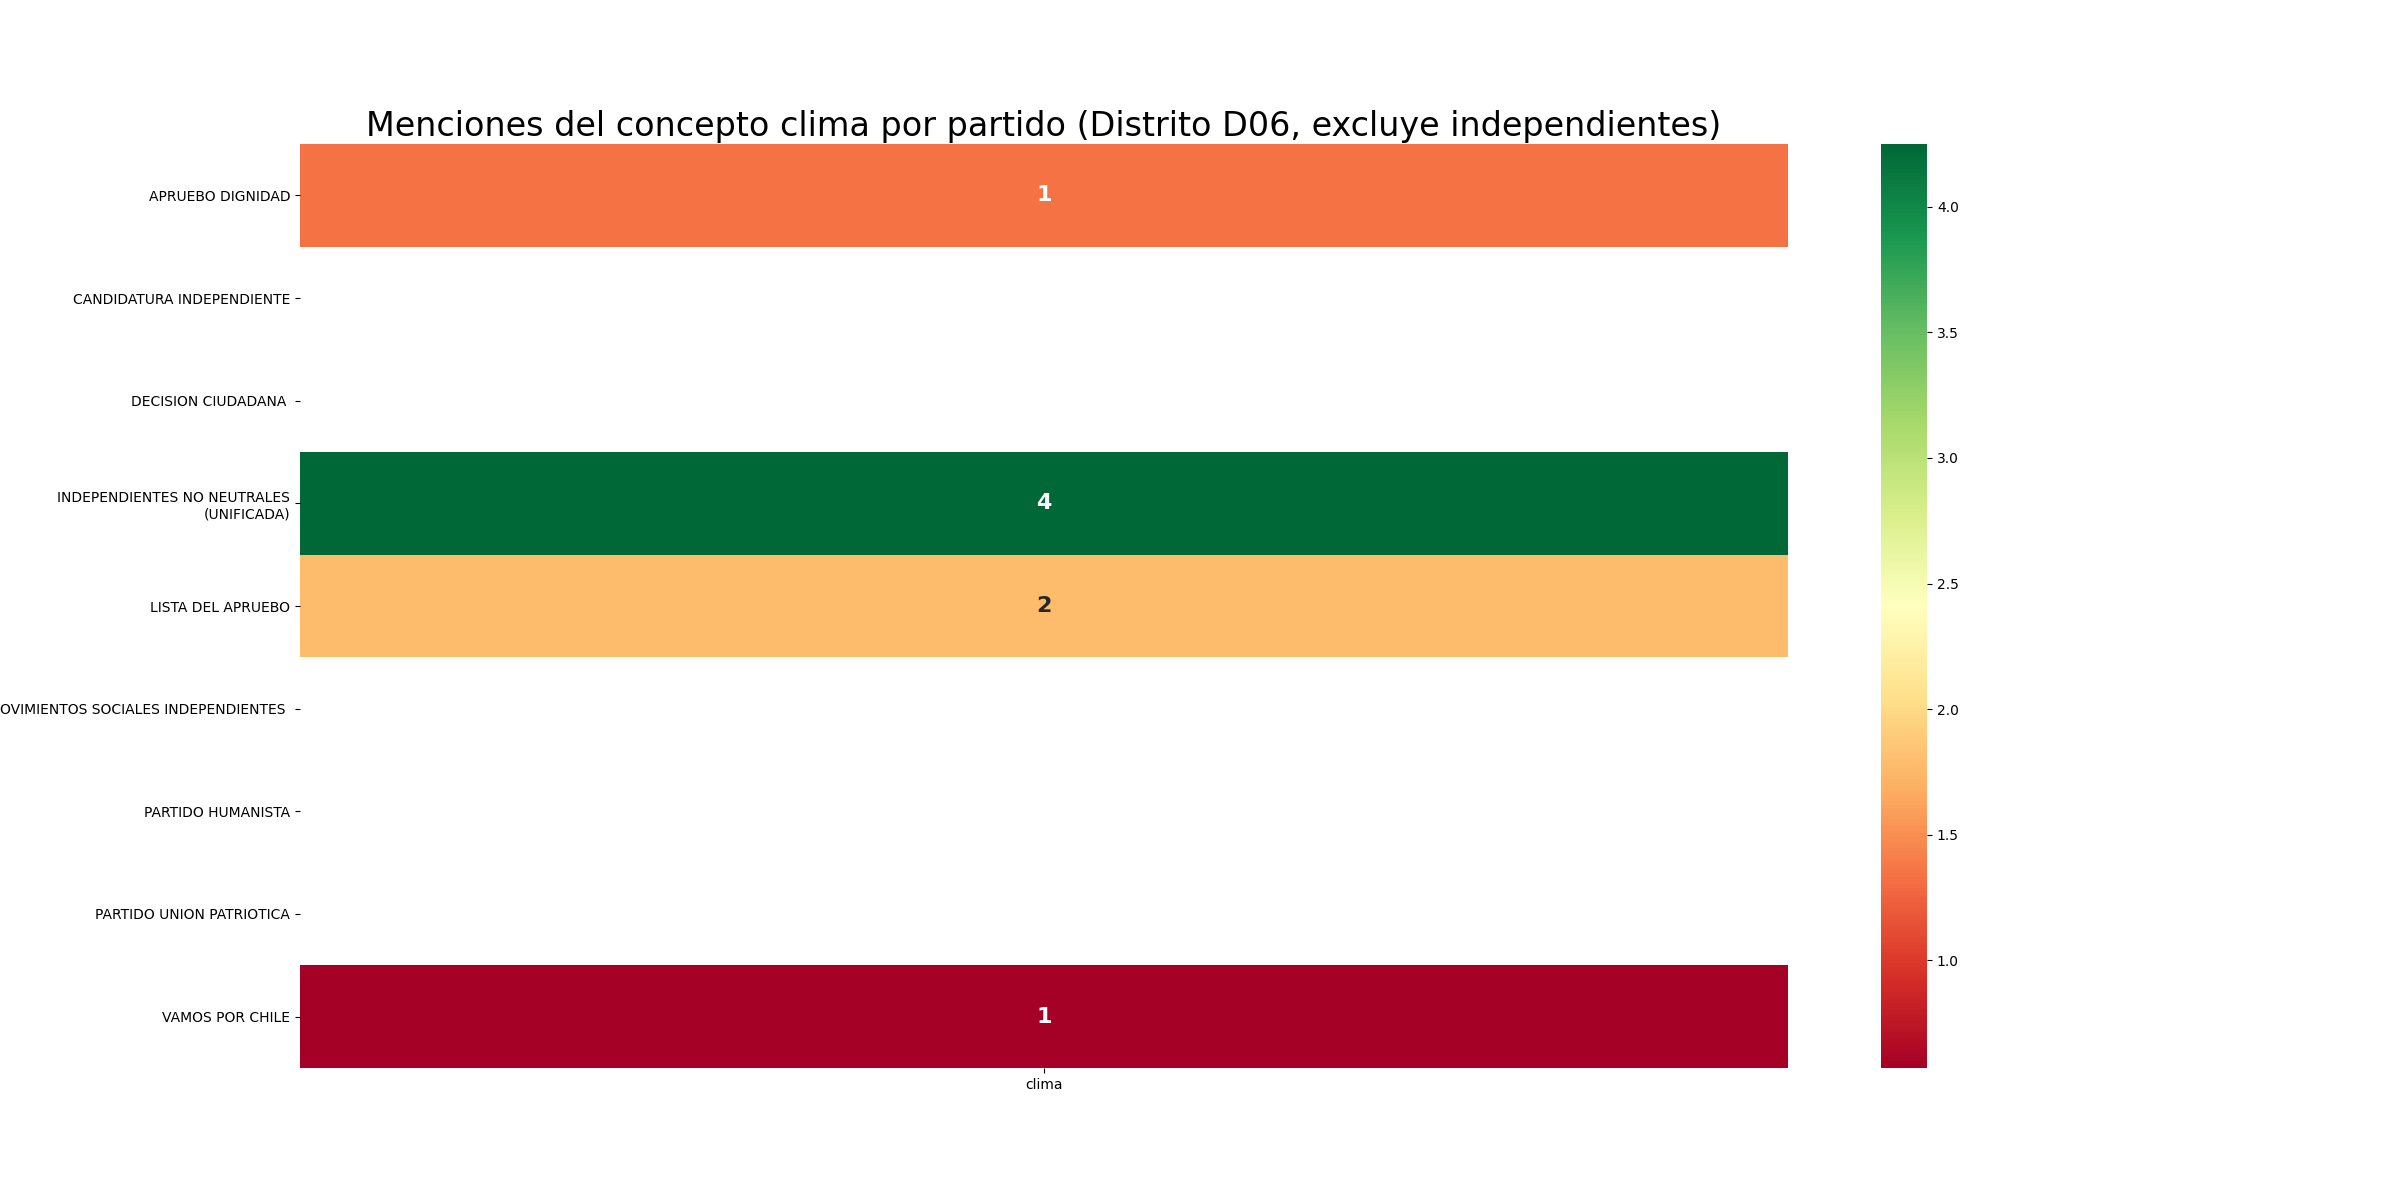 Menciones del concepto clima por partido (Distrito D06, excluye independientes)
APRUEBO DIGNIDAD
1
CANDIDATURA INDEPENDIENTE
DECISION CIUDADANA
INDEPENDIENTES NO NEUTRALES
(UNIFICADA)
4
LISTA DEL APRUEBO
2
OVIMIENTOS SOCIALES INDEPENDIENTES
PARTIDO HUMANISTA
PARTIDO UNION PATRIOTICA
VAMOS POR CHILE
1
clima
4.0
3.5
3.0
2.5
2.0
1.5
1.0